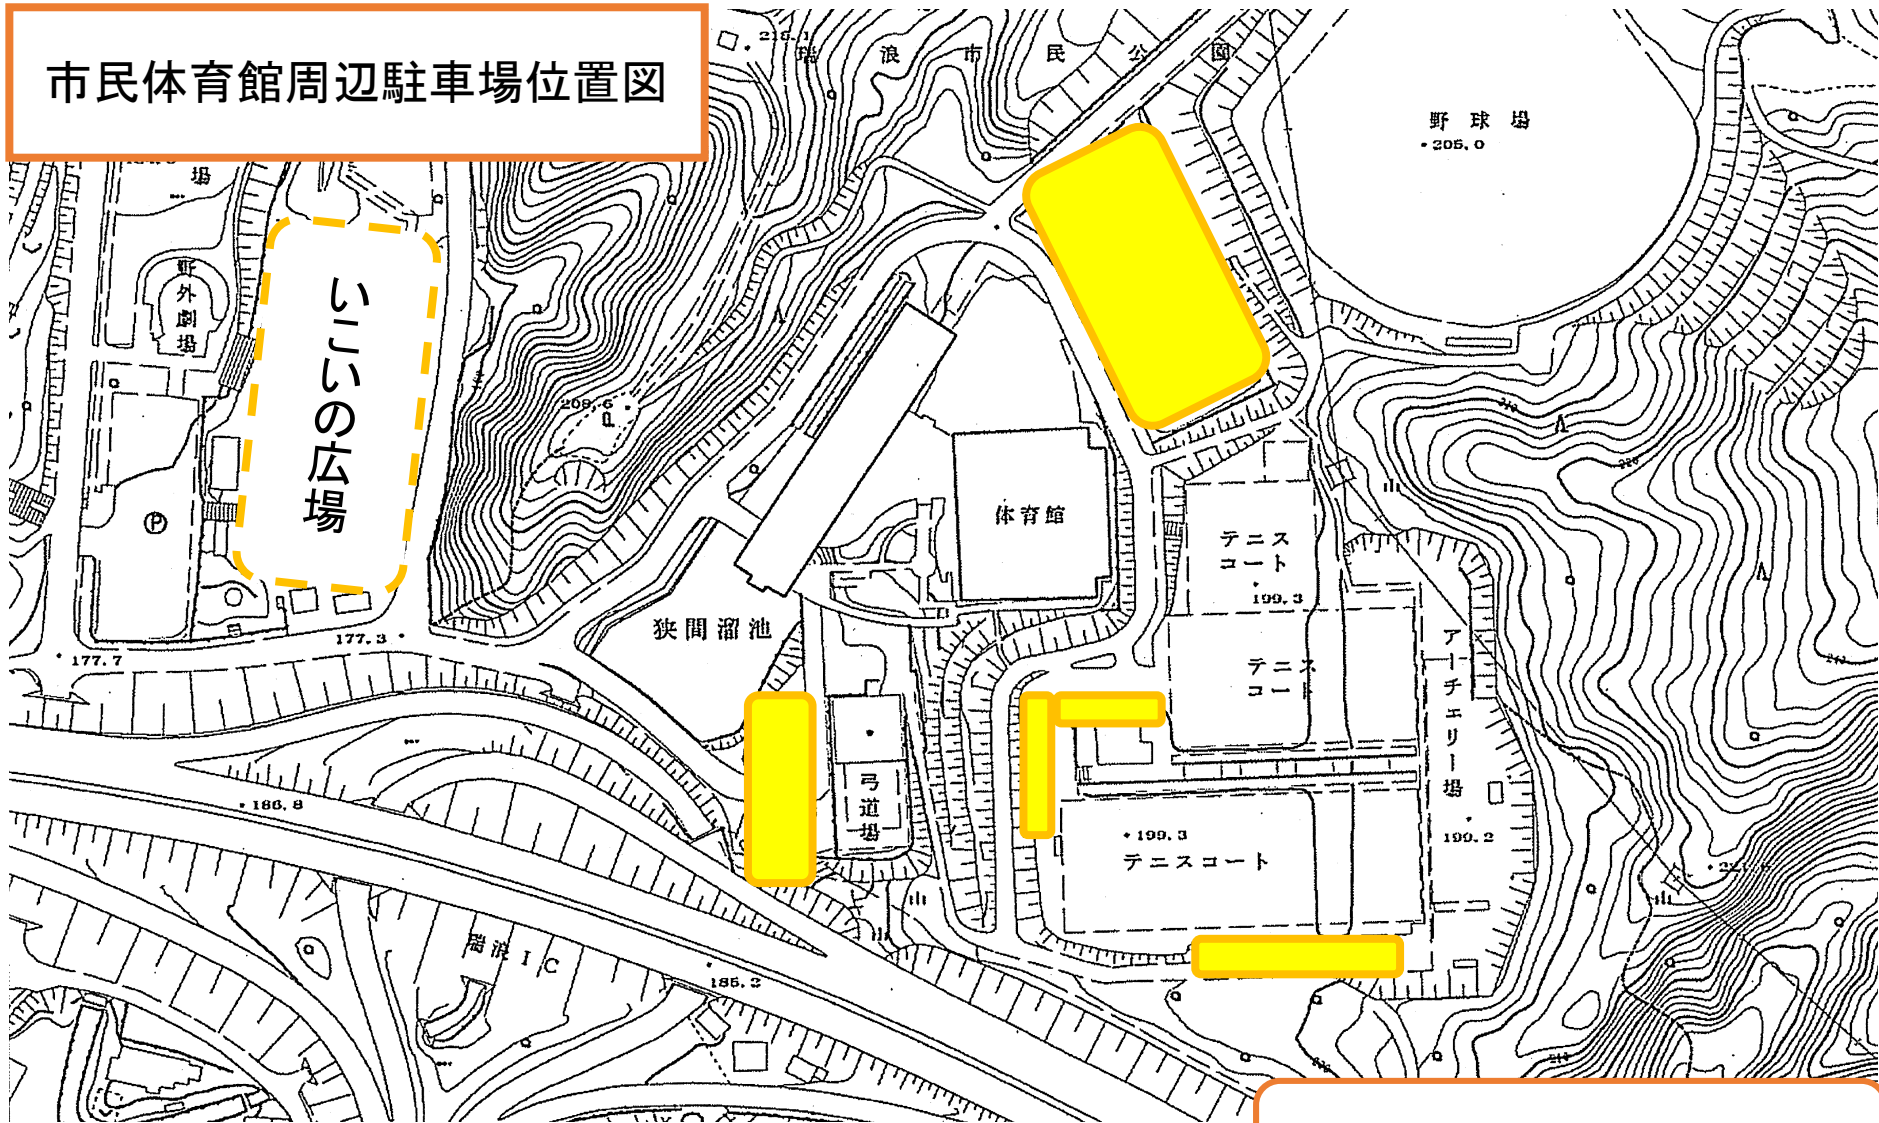 市民体育館周辺駐車場位置図
瑞浪市民公園
野球場
205.0
場
野外劇場
いこいの広場
209.6
P
体育館
テニス
コート
199.3
狭間溜池
177.3
177.7
テニス
コート
アーチェリー場
弓道場
186.8
199.3
テニスコート
199.2
瑞浪IC
185.2